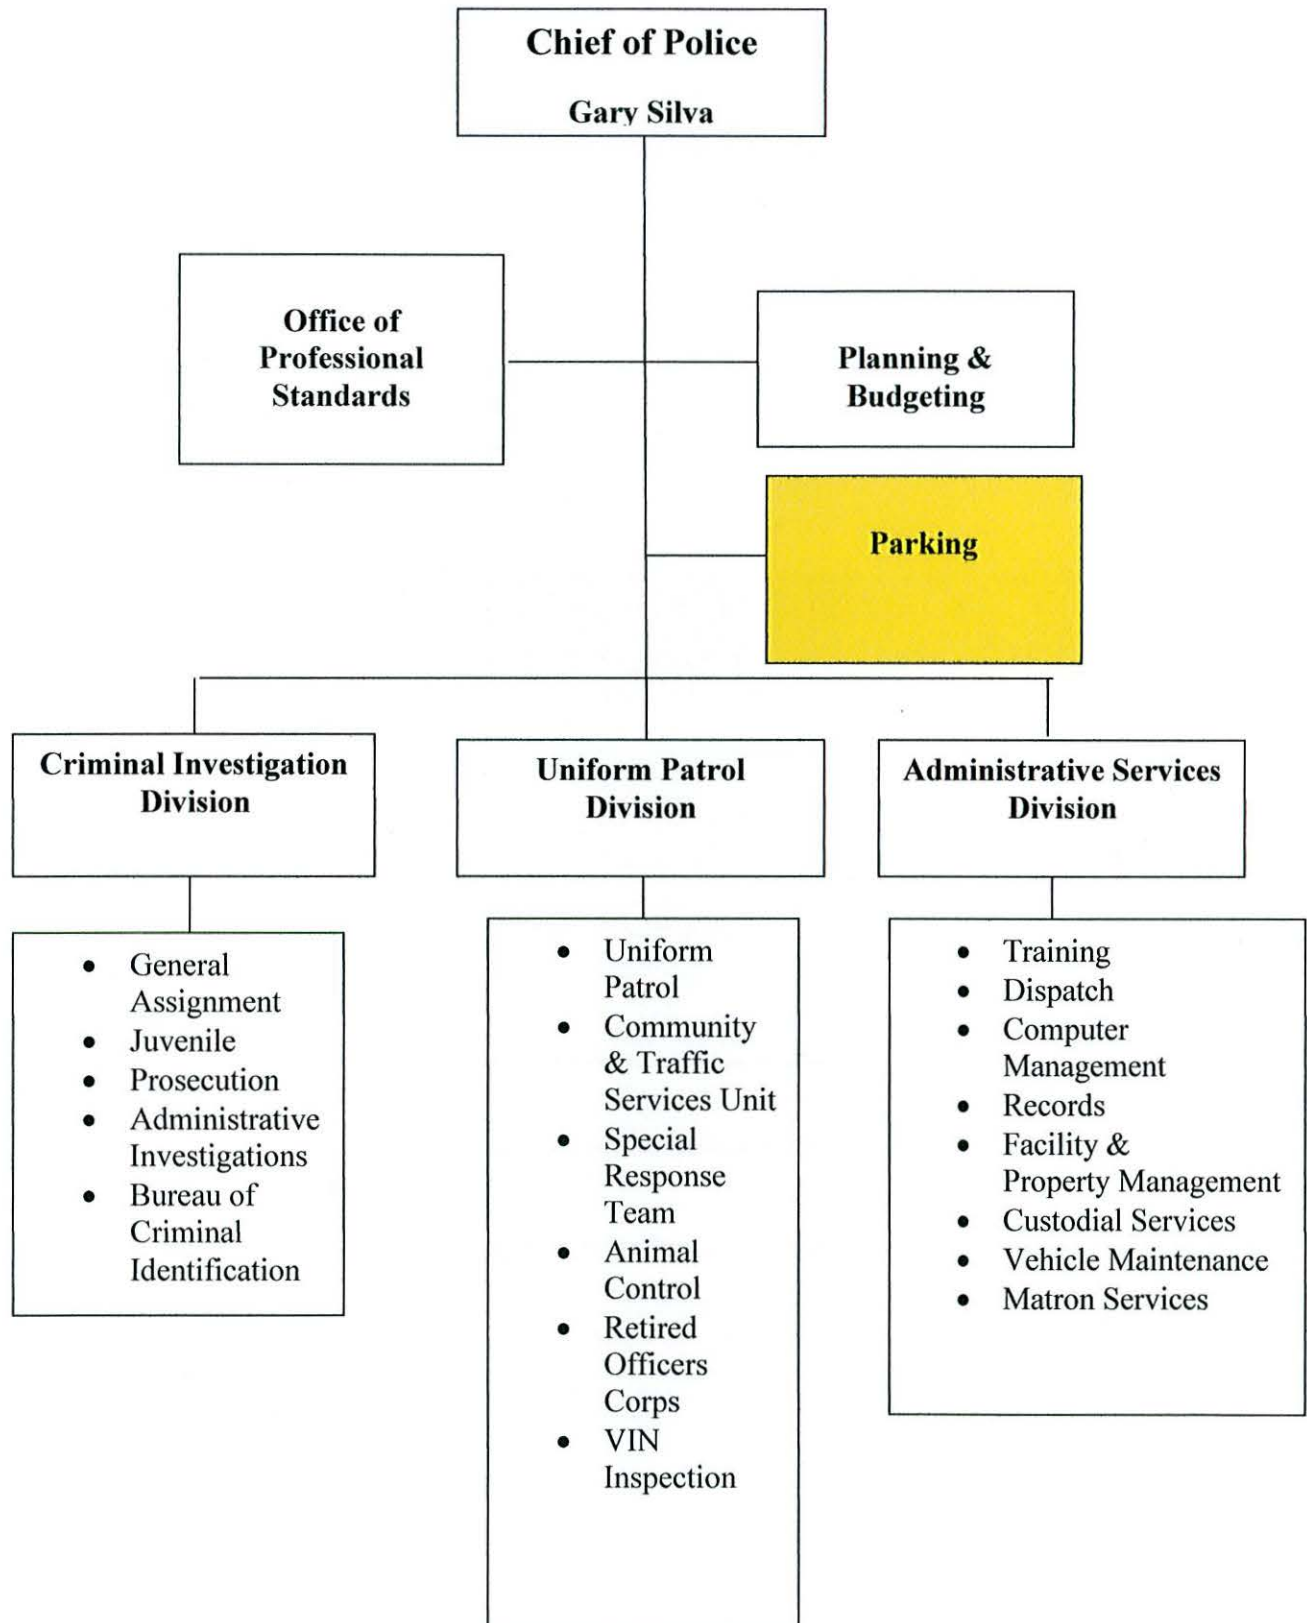 Chief of Police
Gary Silva
Office of
Professional
Standards
Planning &
Budgeting
Parking
Criminal Investigation
Division
Uniform Patrol
Division
Administrative Services
Division
• General
Assignment
• Juvenile
• Prosecution
• Administrative
Investigations
• Bureau of
Criminal
Identification
• Uniform
Patrol
• Community
& Traffic
Services Unit
• Special
Response
Team
• Animal
Control
• Retired
Officers
Corps
• VIN
Inspection
• Training
• Dispatch
• Computer
Management
• Records
• Facility &
Property Management
• Custodial Services
• Vehicle Maintenance
• Matron Services